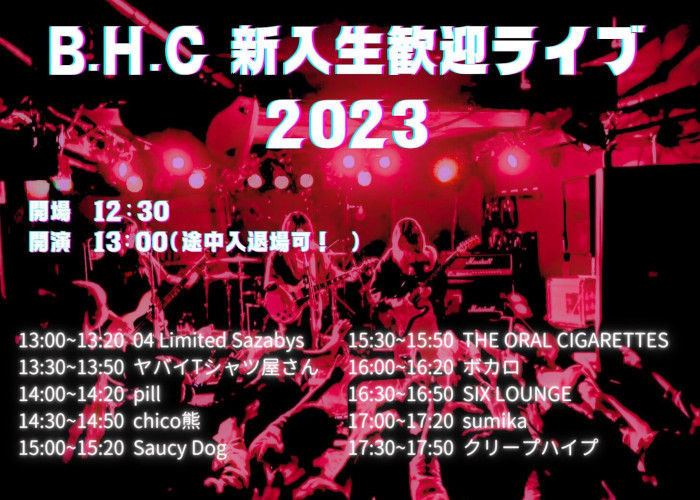 B.H.C 新入生歓迎ライブ
2023
開場 12:30
開演 13:00(途中入退場可! )
13:00~13:20 04 Limited Sazabys
13:30~13:50 ヤバイTシャツ屋さん
14:00~14:20 pill
14:30~14:50 chico熊
15:00~15:20 Saucy Dog
15:30~15:50 THE ORAL CIGARETTES
16:00~16:20 ボカロ
16:30~16:50 SIX LOUNGE
17:00~17:20 sumika
17:30~17:50 クリープハイプ
Marshall
Marshall